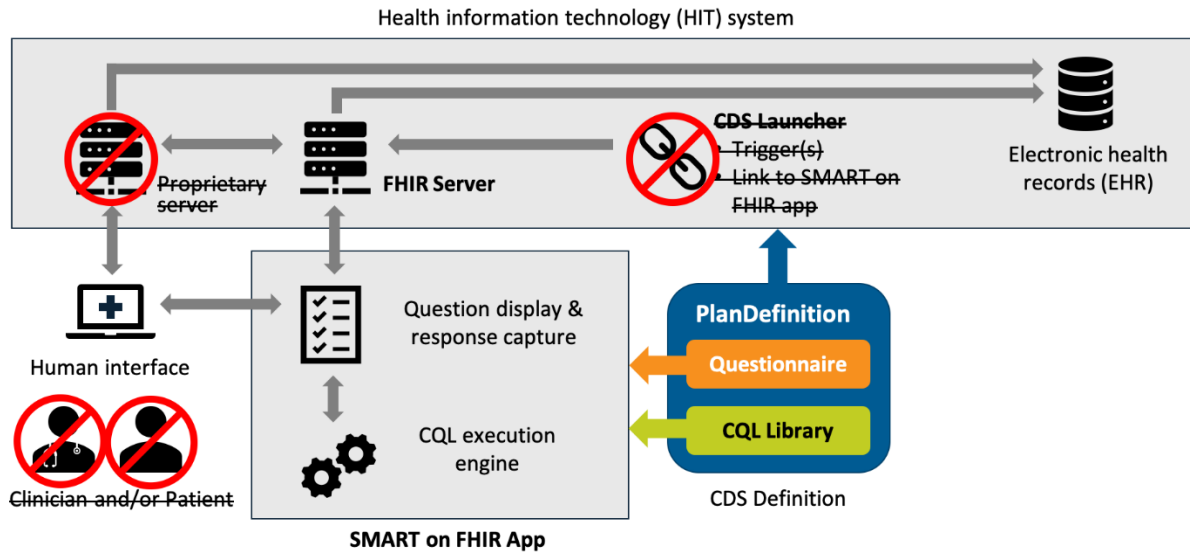 Health information technology (HIT) system
CDS Launcher
• Trigger(s)
• Link to SMART on
FHIR app
Proprietary
server
FHIR Server
Electronic health
records (EHR)
Human interface
Clinician and/or Patient
Question display &
response capture
CQL execution
engine
SMART on FHIR App
PlanDefinition
Questionnaire
CQL Library
CDS Definition